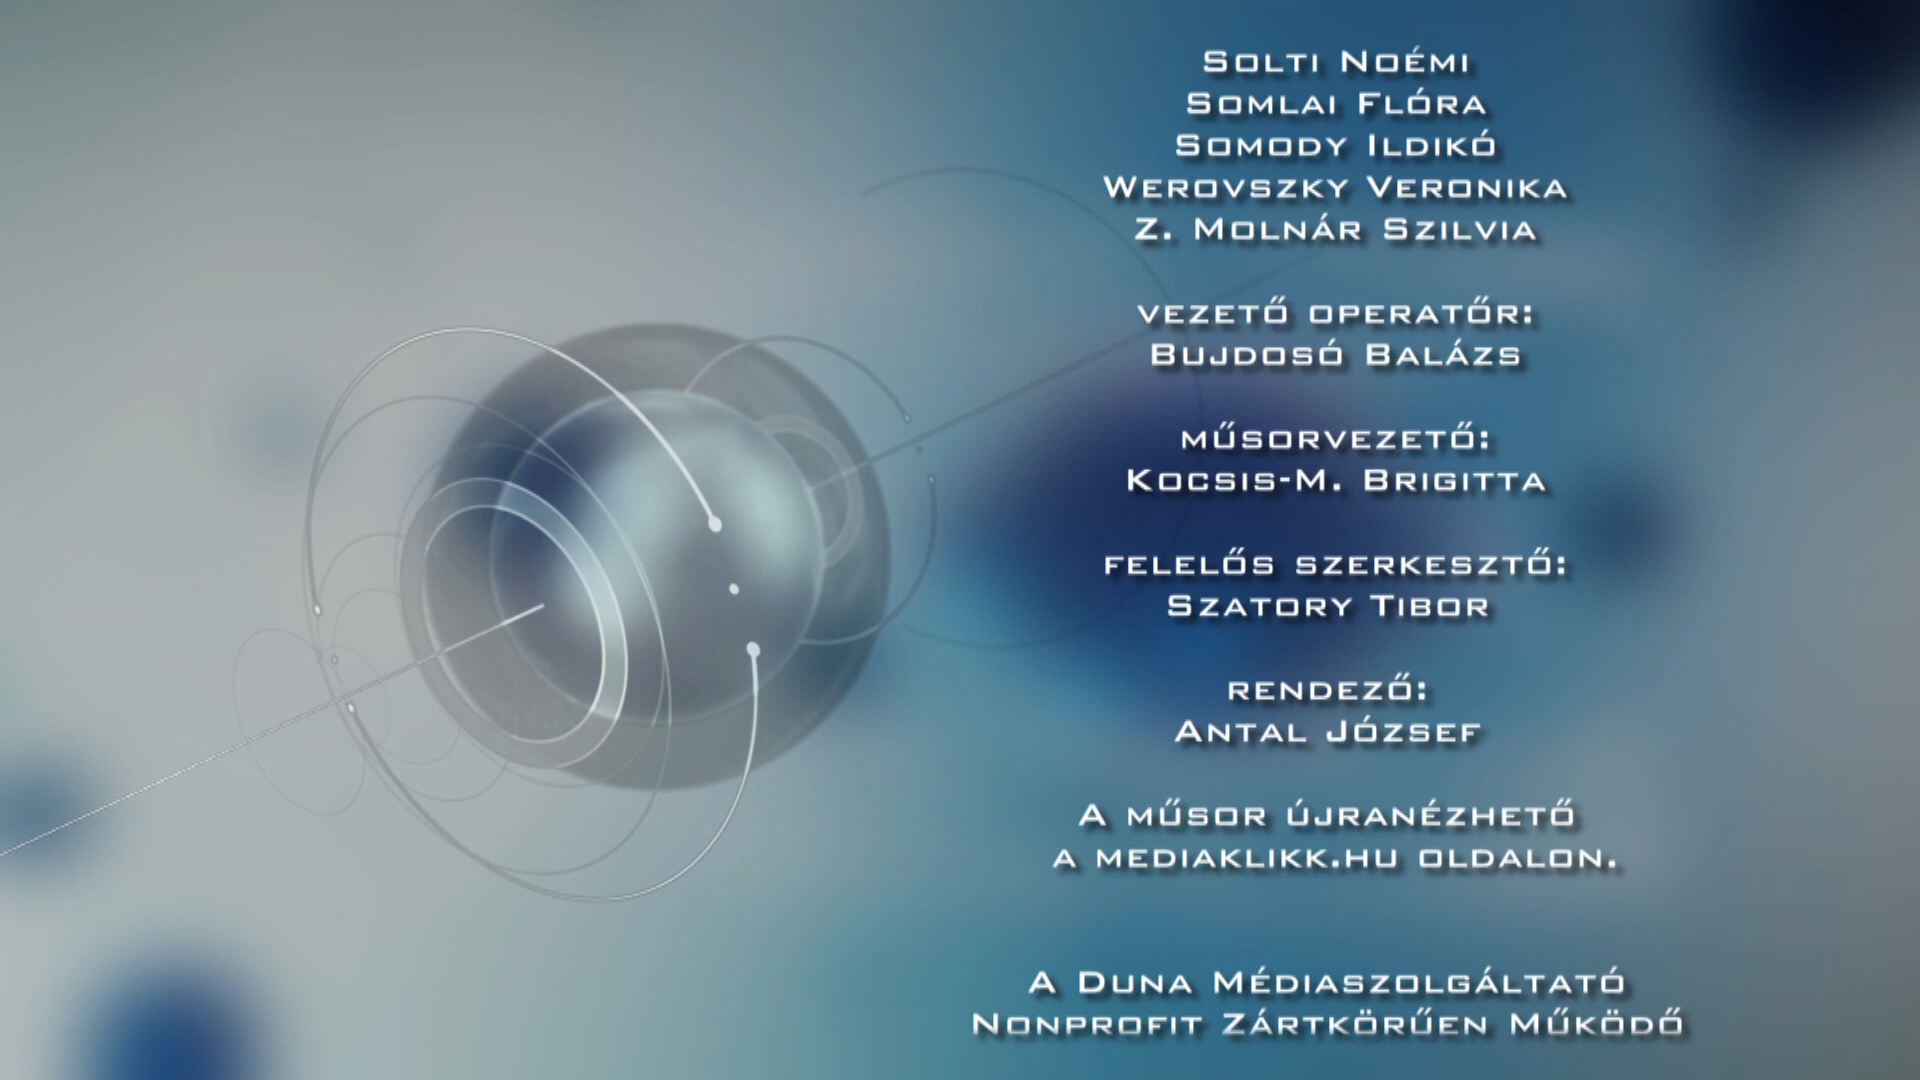 Solti Noémi
Somlai Flóra
Somody Ildikó
Werovszky Veronika
Z. Molnár Szilvia
vezető operatőr:
Bujdosó Balázs
műsorvezető:
Kocsis-M. Brigitta
felelős szerkesztő:
Szatory Tibor
rendező:
Antal József
A műsor újranézhető
a mediaklikk.hu oldalon.
A Duna Médiaszolgáltató
Nonprofit Zártkörűen Működő